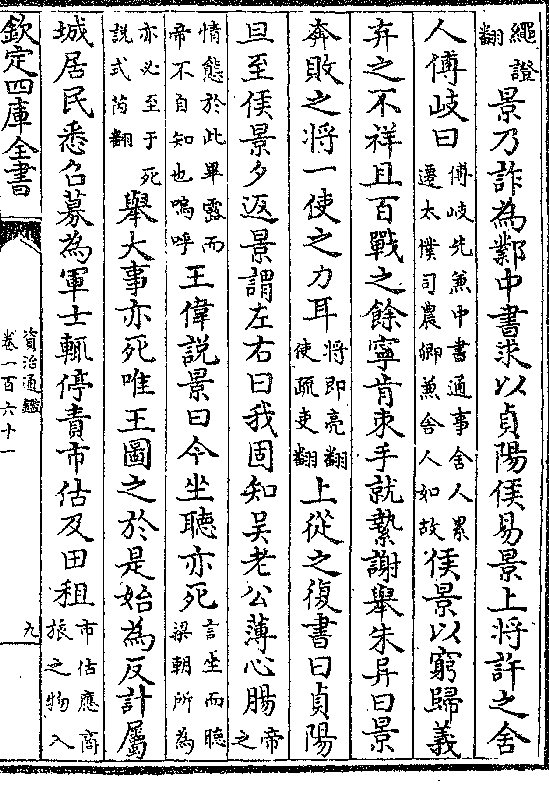 繩證翻景乃詐為鄴中書求以貞陽侯易景上將許之舍
人傅岐曰傅岐先兼中書通事舍人累遷太僕司農卿兼舍人如故侯景以窮歸義
弃之不祥且百戰之餘寧肯束手就縶謝舉朱异曰景
奔敗之將一使之力耳將即亮翻使疏吏翻上從之復書曰貞陽
旦至侯景夕返景謂左右曰我固知吳老公薄心腸帝之
情態於此畢露而帝不自知也嗚呼王偉說景曰今坐聽亦死言坐而聽梁朝所為
亦必至于死說式芮翻舉大事亦死唯王圖之於是始為反計屬
城居民悉召募為軍士輒停責市估及田租市估應商旅之物入
欽定四庫全書
資治通鑑
卷一百六十一
九